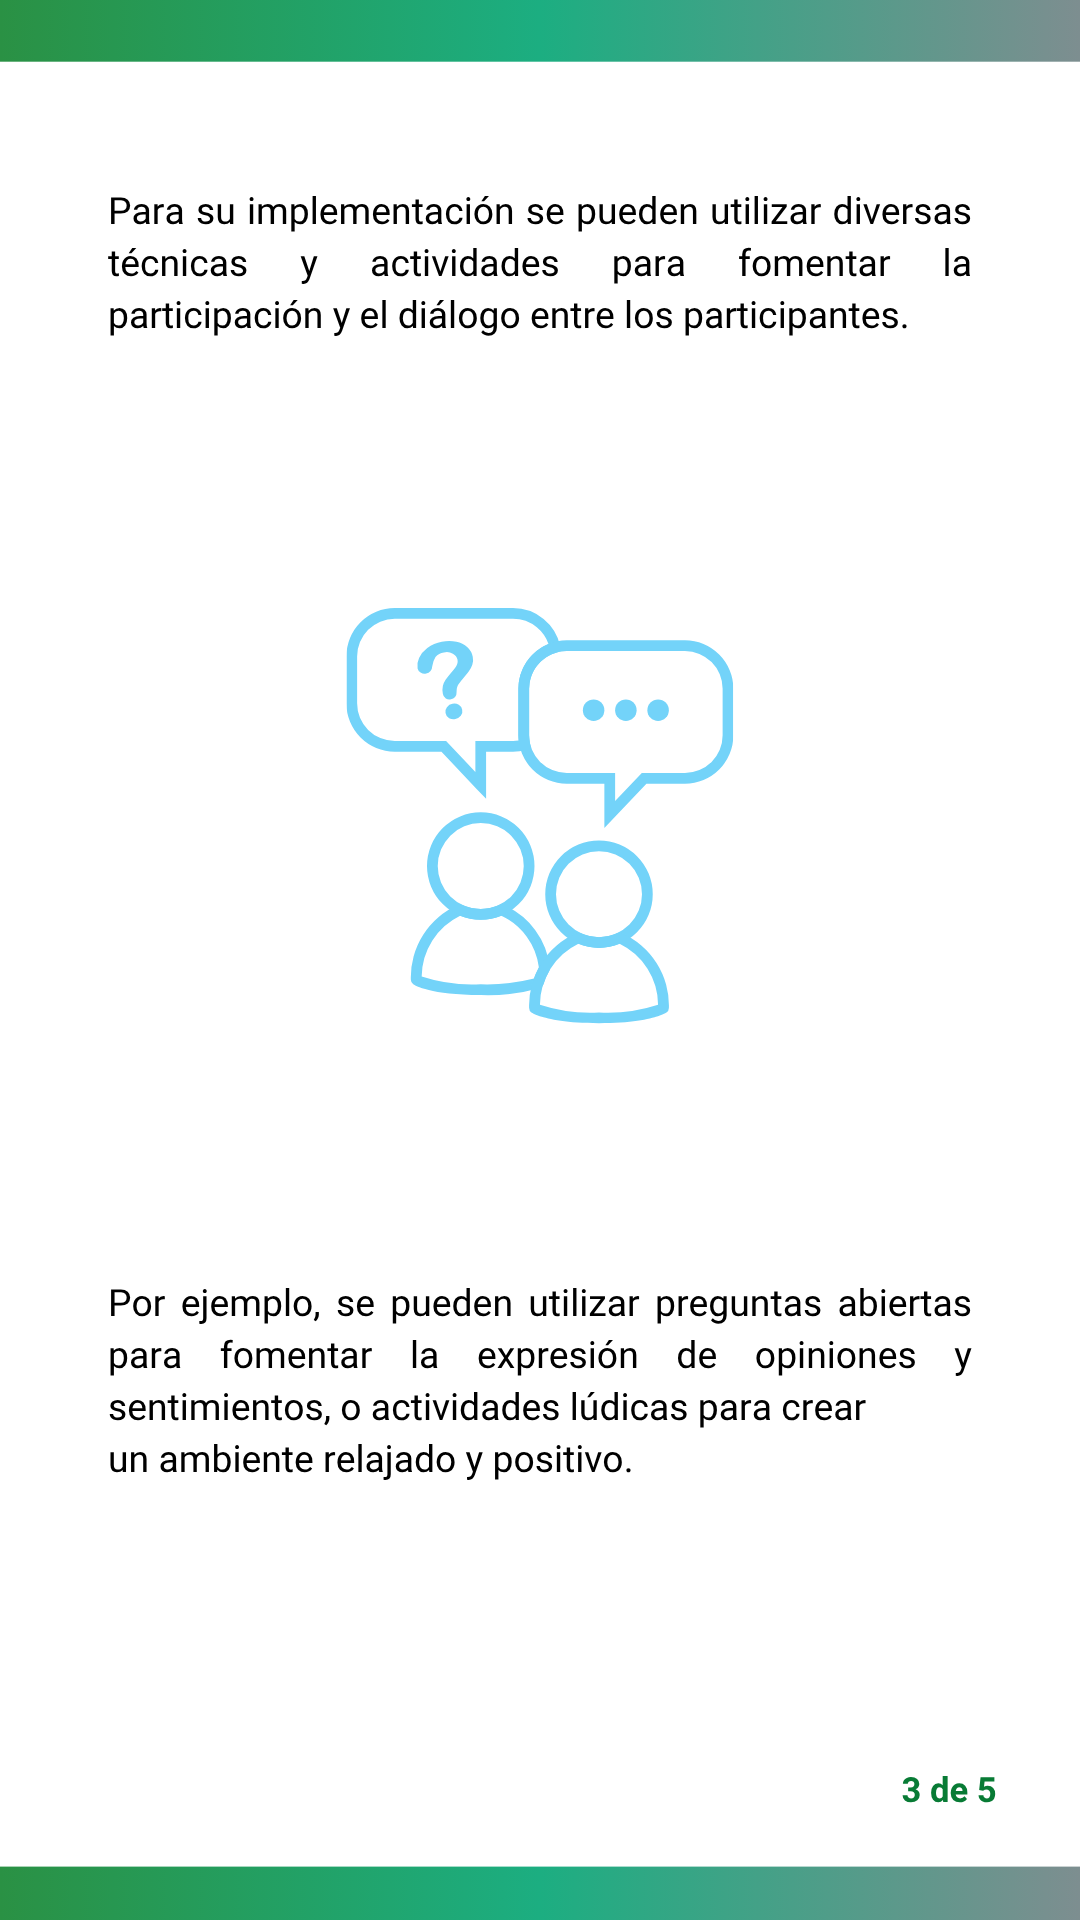 Para su implementación se pueden utilizar diversas
técnicas y actividades para fomentar la
participación y el diálogo entre los participantes.
?
Por ejemplo, se pueden utilizar preguntas abiertas
para fomentar la expresión de opiniones y
sentimientos, o actividades lúdicas para crear
un ambiente relajado y positivo.
3 de 5